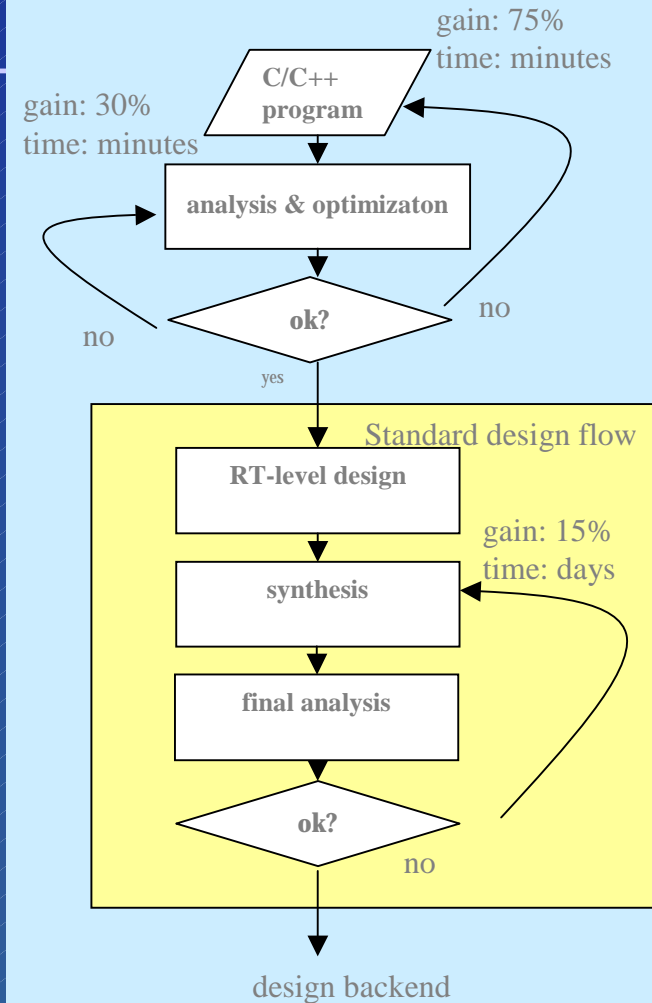 gain: 75%
time: minutes
C/C++
program
gain: 30%
time: minutes
analysis & optimizaton
ok?
no
no
yes
Standard design flow
RT-level design
gain: 15%
time: days
synthesis
final analysis
ok?
no
design backend